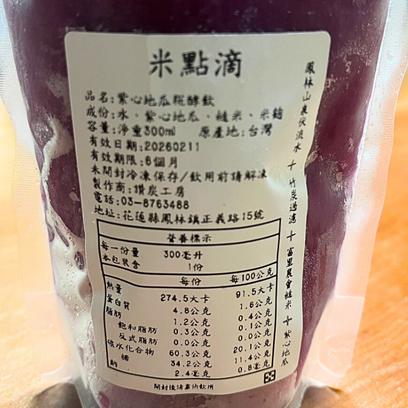 米點滴
品名:紫心地瓜糀酵飲
成份:水、紫心地瓜、糙米、米麴
容量:淨重300ml 原產地:台灣
有效日期:20260211
有效期限:6個月
未開封冷凍保存/飲用前請解凍
製作商:讚炭工房
電話:03-8763488
地址:花蓮縣鳳林鎮正義路15號
營養標示
每一份量 300毫升
本包裝含 1份
每份 每100公克
熱量 274.5大卡 91.5大卡
蛋白質 4.8公克 1.6公克
脂肪 1.2公克 0.4公克
飽和脂肪 0.3公克 0.1公克
反式脂肪 0.0公克 0.0公克
碳水化合物 60.3公克 20.1公克
糖 34.2公克 11.4公克
鈉 2.4毫克 0.8毫克
開封後請盡快飲用
鳳林山泉伏流水+竹炭過濾+富里農會糙米+紫心地瓜